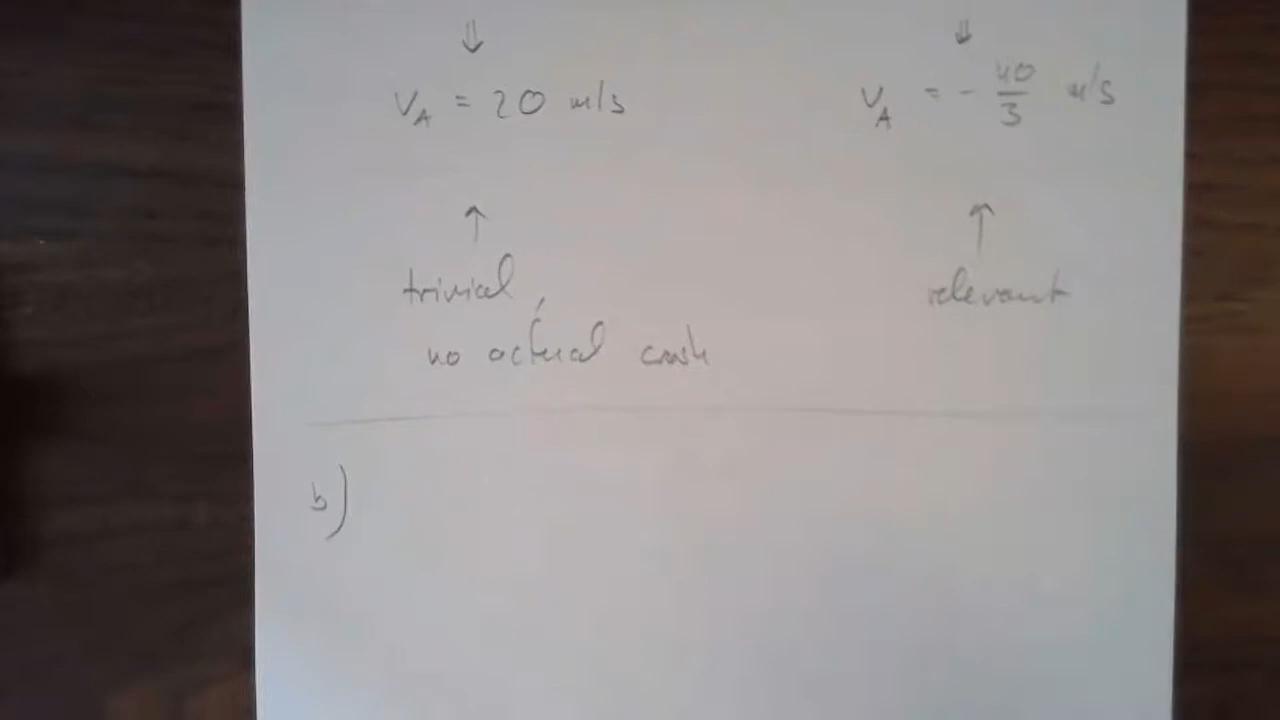 ⇓ ⇓
V_A = 20 m/s V_A = - 40/3 m/s
↑ ↑
trivial, relevant
no actual crash
b)